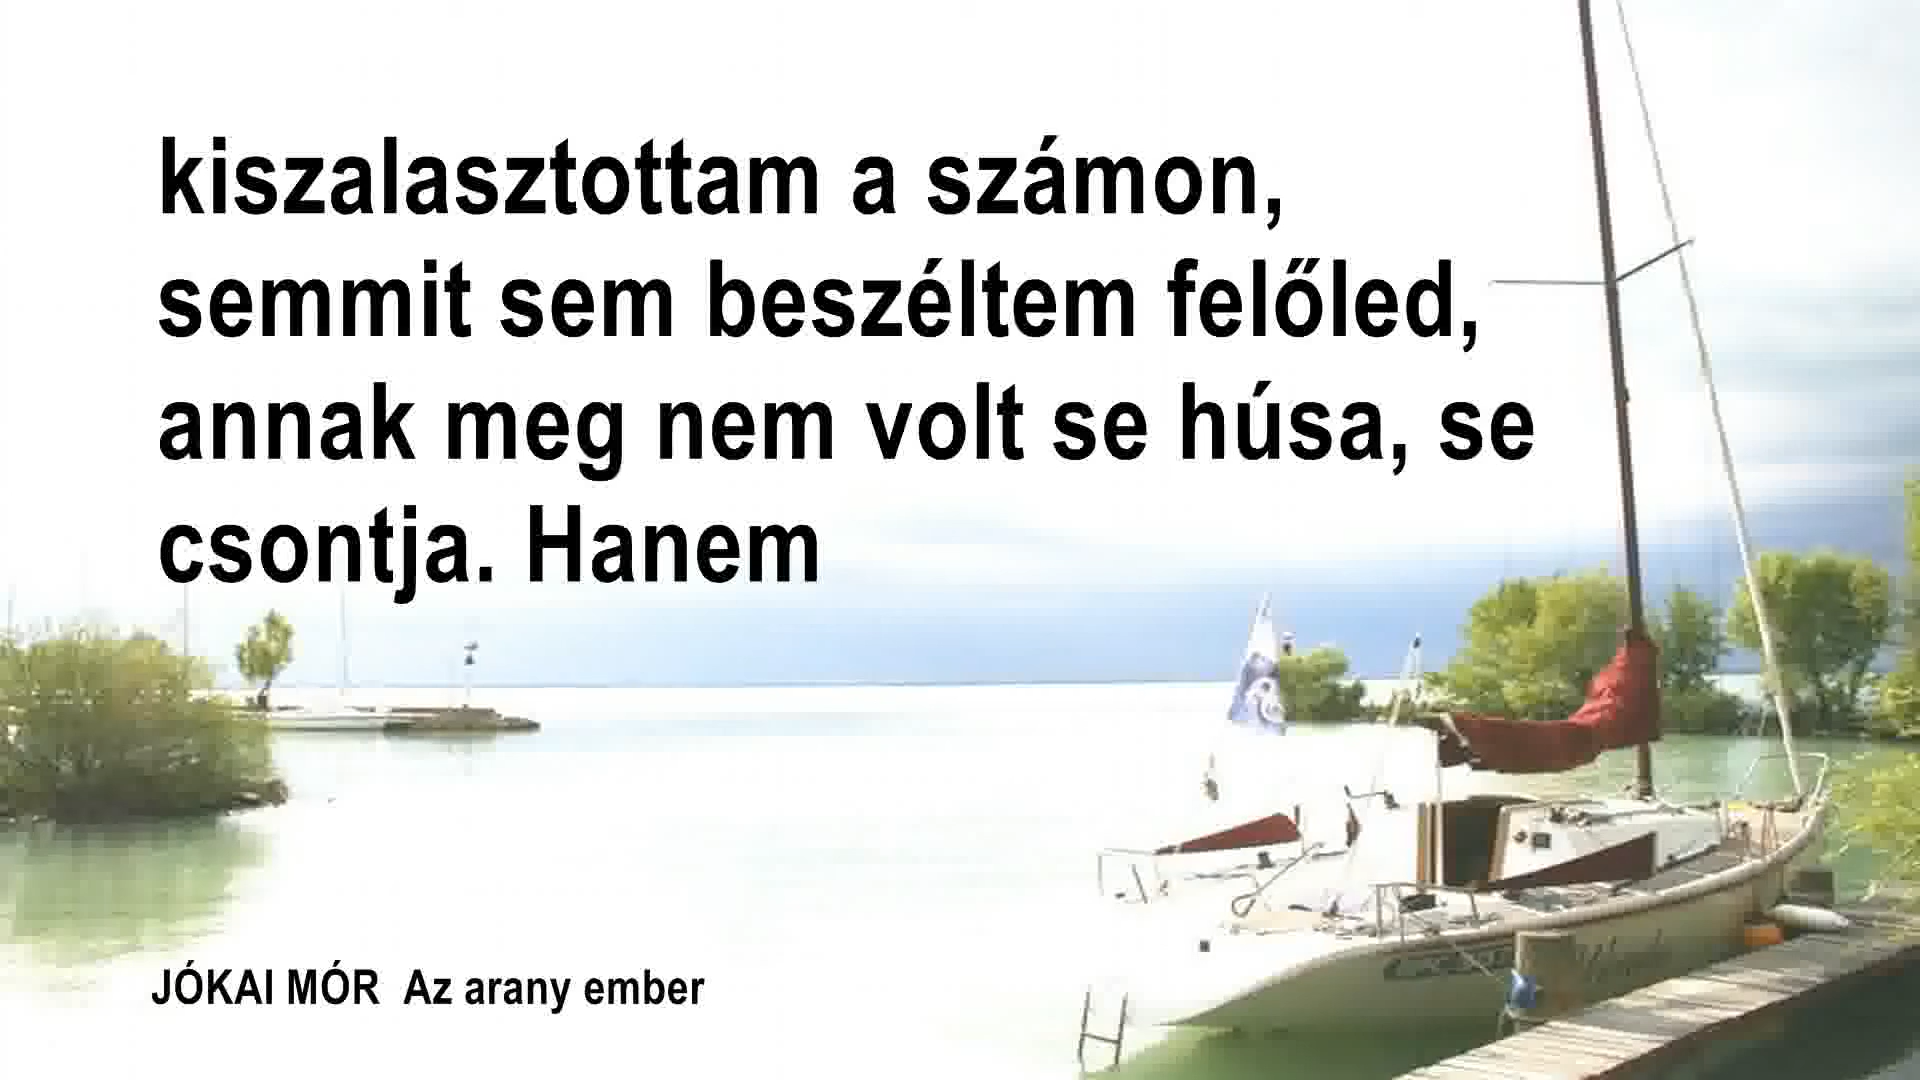 kiszalasztottam a számon,
semmit sem beszéltem felőled,
annak meg nem volt se húsa, se
csontja. Hanem
JÓKAI MÓR Az arany ember